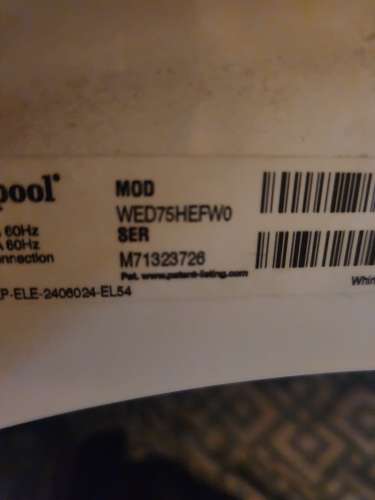 pool®
MOD
WED75HEFW0
60Hz
SER
A 60Hz
nnection
M71323726
Pat. www.patent-listing.com
P-ELE-2406024-EL54
Whir